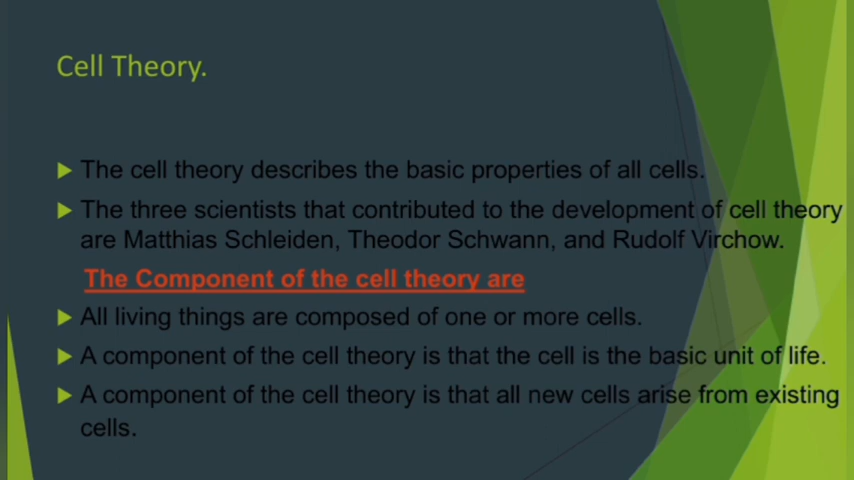 Cell Theory.
The cell theory describes the basic properties of all cells.
The three scientists that contributed to the development of cell theory
are Matthias Schleiden, Theodor Schwann, and Rudolf Virchow.
The Component of the cell theory are
All living things are composed of one or more cells.
A component of the cell theory is that the cell is the basic unit of life.
A component of the cell theory is that all new cells arise from existing
cells.